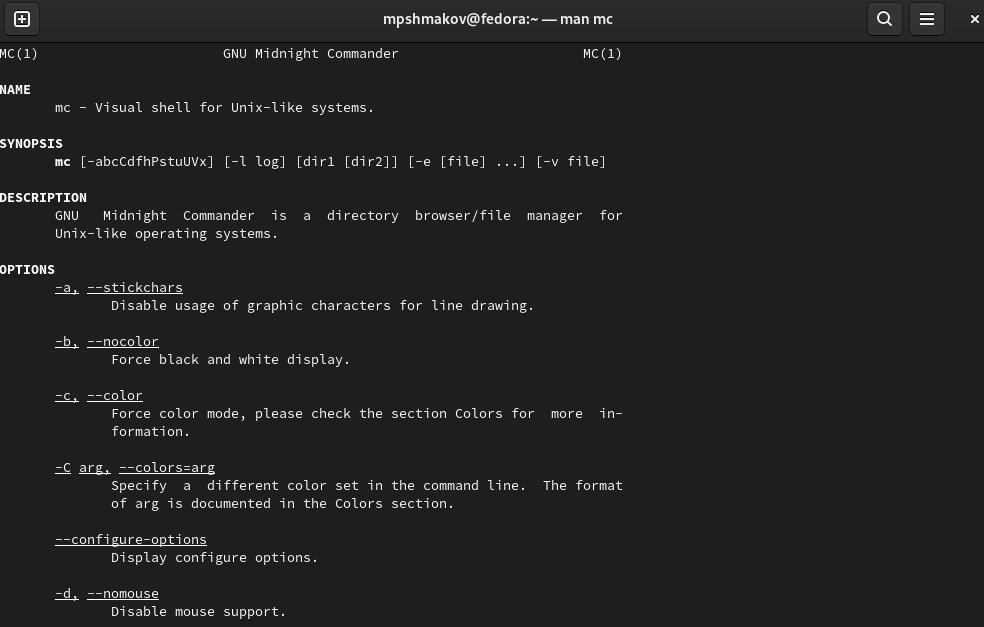 mpshmakov@fedora:~ — man mc
MC(1) GNU Midnight Commander MC(1)
NAME
mc - Visual shell for Unix-like systems.
SYNOPSIS
mc [-abcCdfhPstuUVx] [-l log] [dir1 [dir2]] [-e [file] ...] [-v file]
DESCRIPTION
GNU Midnight Commander is a directory browser/file manager for
Unix-like operating systems.
OPTIONS
-a, --stickchars
Disable usage of graphic characters for line drawing.
-b, --nocolor
Force black and white display.
-c, --color
Force color mode, please check the section Colors for more in-
formation.
-C arg, --colors=arg
Specify a different color set in the command line. The format
of arg is documented in the Colors section.
--configure-options
Display configure options.
-d, --nomouse
Disable mouse support.